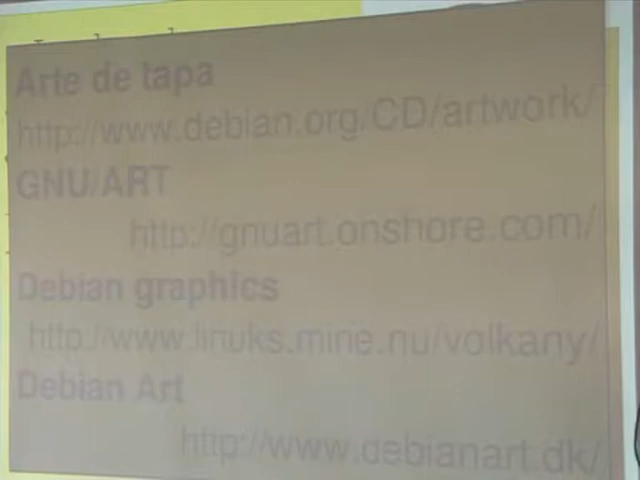 Arte de tapa
http://www.debian.org/CD/artwork/
GNU/ART
http://gnuart.onshore.com/
Debian graphics
http://www.linuks.mine.nu/volkany/
Debian Art
http://www.debianart.dk/